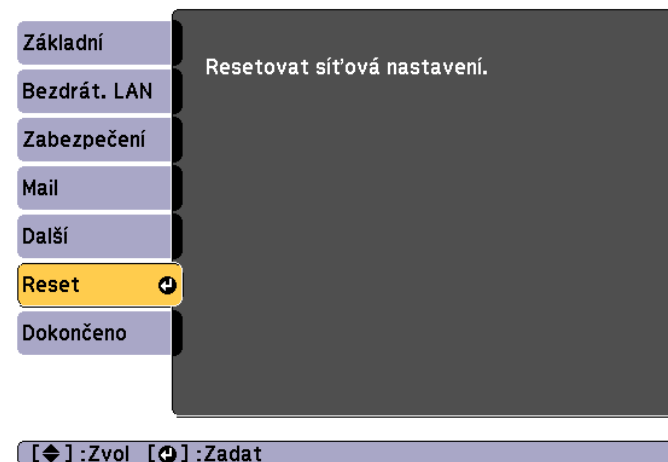 Základní
Bezdrát. LAN
Zabezpečení
Mail
Další
Reset
Dokončeno
Resetovat síťová nastavení.
[◆]:Zvol [↵]:Zadat